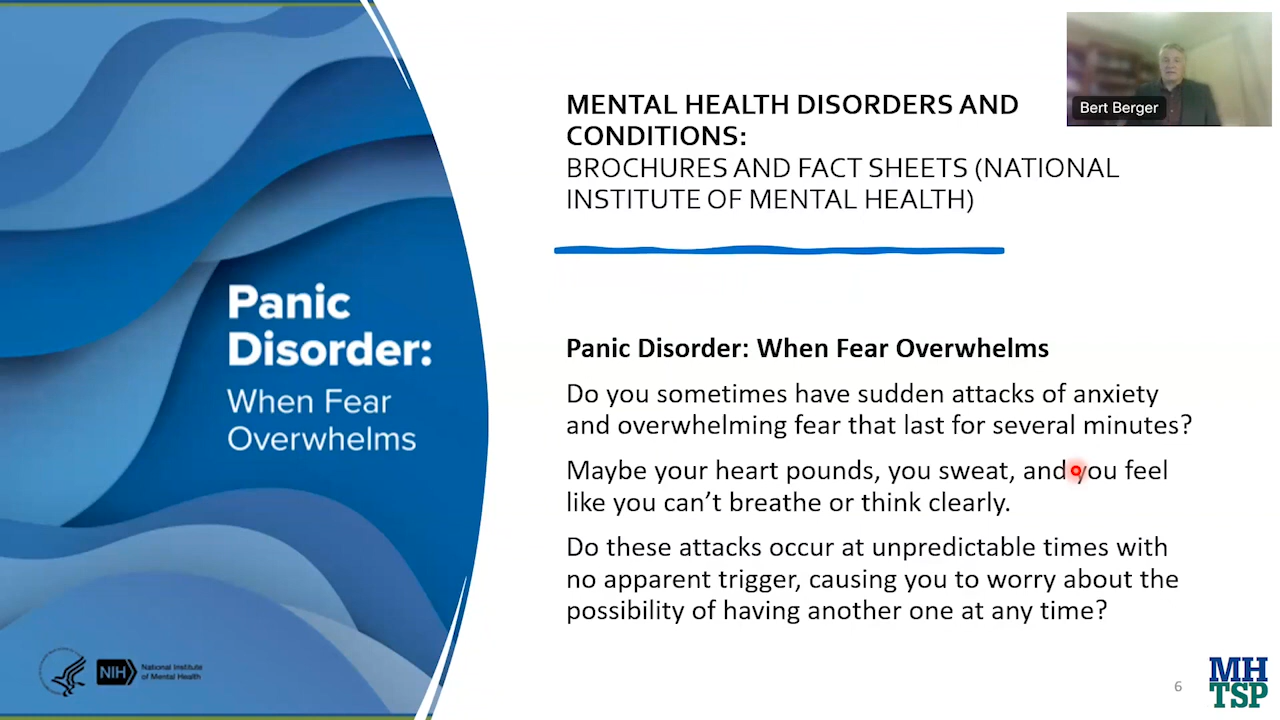 Panic
Disorder:
When Fear
Overwhelms
NIH
National Institute
of Mental Health
MENTAL HEALTH DISORDERS AND
CONDITIONS:
BROCHURES AND FACT SHEETS (NATIONAL
INSTITUTE OF MENTAL HEALTH)
Bert Berger
Panic Disorder: When Fear Overwhelms
Do you sometimes have sudden attacks of anxiety
and overwhelming fear that last for several minutes?
Maybe your heart pounds, you sweat, and you feel
like you can’t breathe or think clearly.
Do these attacks occur at unpredictable times with
no apparent trigger, causing you to worry about the
possibility of having another one at any time?
6
MH
TSP